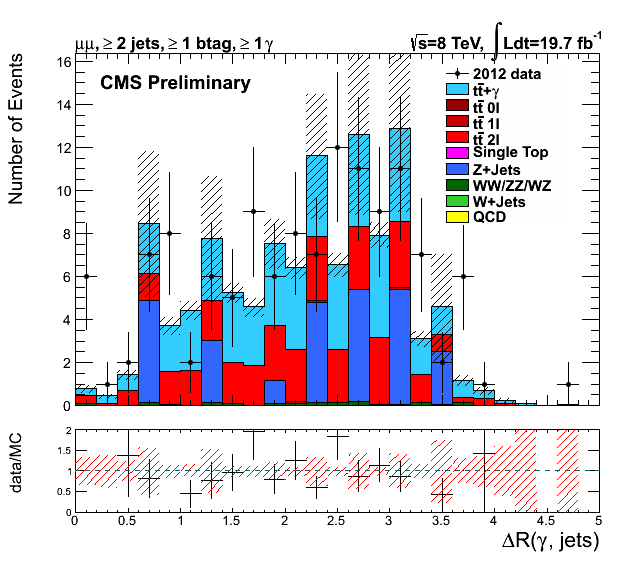 μμ, ≥ 2 jets, ≥ 1 btag, ≥ 1 γ
√s=8 TeV, ∫ Ldt=19.7 fb⁻¹
CMS Preliminary
2012 data
tt̄+γ
tt̄ 0l
tt̄ 1l
tt̄ 2l
Single Top
Z+Jets
WW/ZZ/WZ
W+Jets
QCD
Number of Events
16
14
12
10
8
6
4
2
0
data/MC
2
1.5
1
0.5
0
0 0.5 1 1.5 2 2.5 3 3.5 4 4.5 5
ΔR(γ, jets)